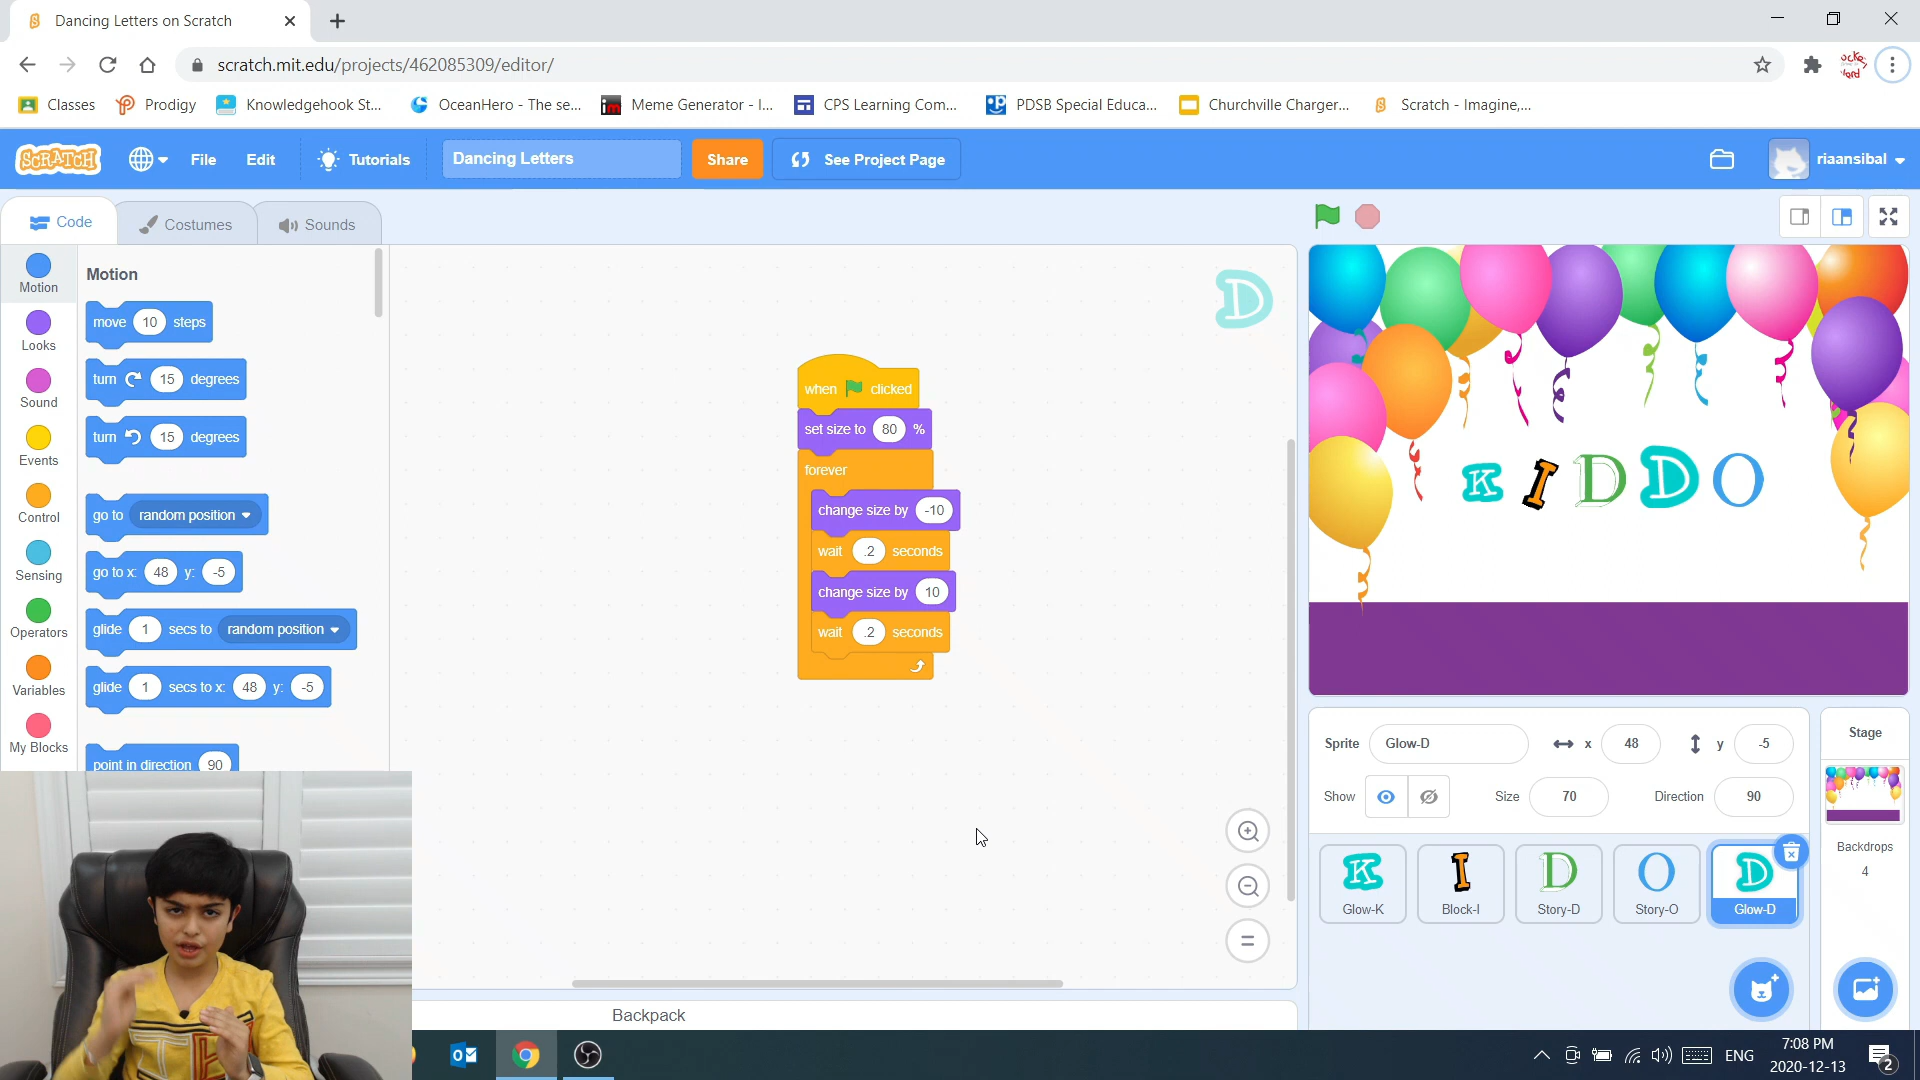 Dancing Letters on Scratch
scratch.mit.edu/projects/462085309/editor/
Classes Prodigy Knowledgehook St... OceanHero - The se... Meme Generator - I... CPS Learning Com... PDSB Special Educa... Churchville Charger... Scratch - Imagine,...
SCRATCH File Edit Tutorials Dancing Letters Share See Project Page riaansibal
Code Costumes Sounds
Motion
Looks
Sound
Events
Control
Sensing
Operators
Variables
My Blocks
Motion
move 10 steps
turn 15 degrees
turn 15 degrees
go to random position
go to x: 48 y: -5
glide 1 secs to random position
glide 1 secs to x: 48 y: -5
point in direction 90
D
when clicked
set size to 80 %
forever
change size by -10
wait .2 seconds
change size by 10
wait .2 seconds
K I D D O
Sprite Glow-D x 48 y -5
Show Size 70 Direction 90
K I D O D
Glow-K Block-I Story-D Story-O Glow-D
Stage
Backdrops
4
Backpack
ENG
7:08 PM
2020-12-13
2